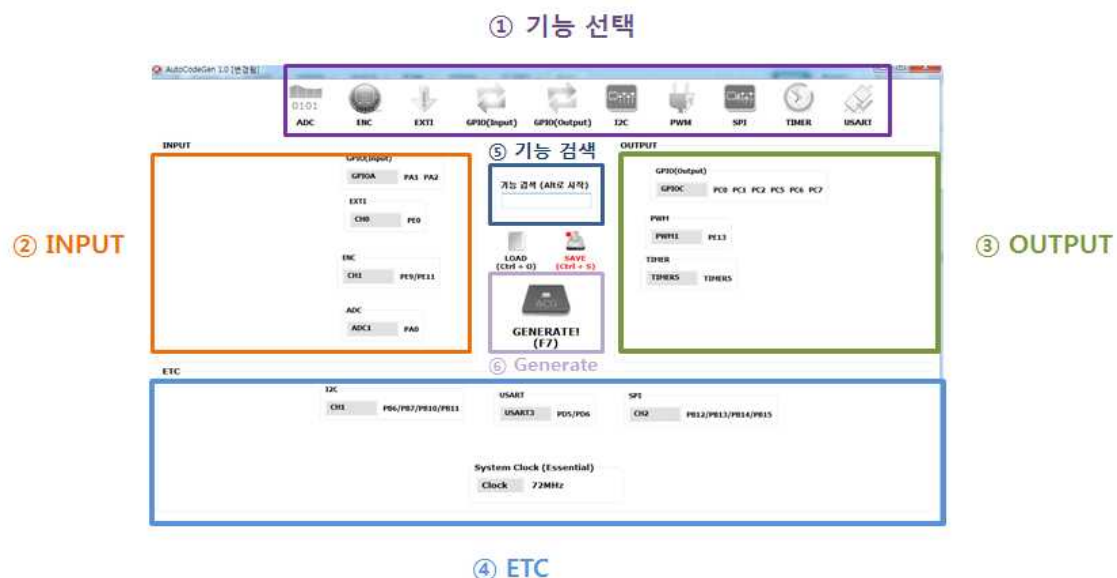 ① 기능 선택
AutoCodeGen 1.0 [변경됨]
0101
ADC ENC EXTI GPIO(Input) GPIO(Output) I2C PWM SPI TIMER USART
INPUT
⑤ 기능 검색
OUTPUT
GPIO(Input)
GPIOA PA1 PA2
EXTI
CH0 PE0
ENC
CH1 PE9/PE11
ADC
ADC1 PA0
② INPUT
기능 검색 (Alt로 시작)
LOAD
(Ctrl + O)
SAVE
(Ctrl + S)
ACG
GENERATE!
(F7)
⑥ Generate
GPIO(Output)
GPIOC PC0 PC1 PC2 PC5 PC6 PC7
PWM
PWM1 PE13
TIMER
TIMER5 TIMER5
③ OUTPUT
ETC
I2C
CH1 PB6/PB7/PB10/PB11
USART
USART3 PD5/PD6
SPI
CH2 PB12/PB13/PB14/PB15
System Clock (Essential)
Clock 72MHz
④ ETC